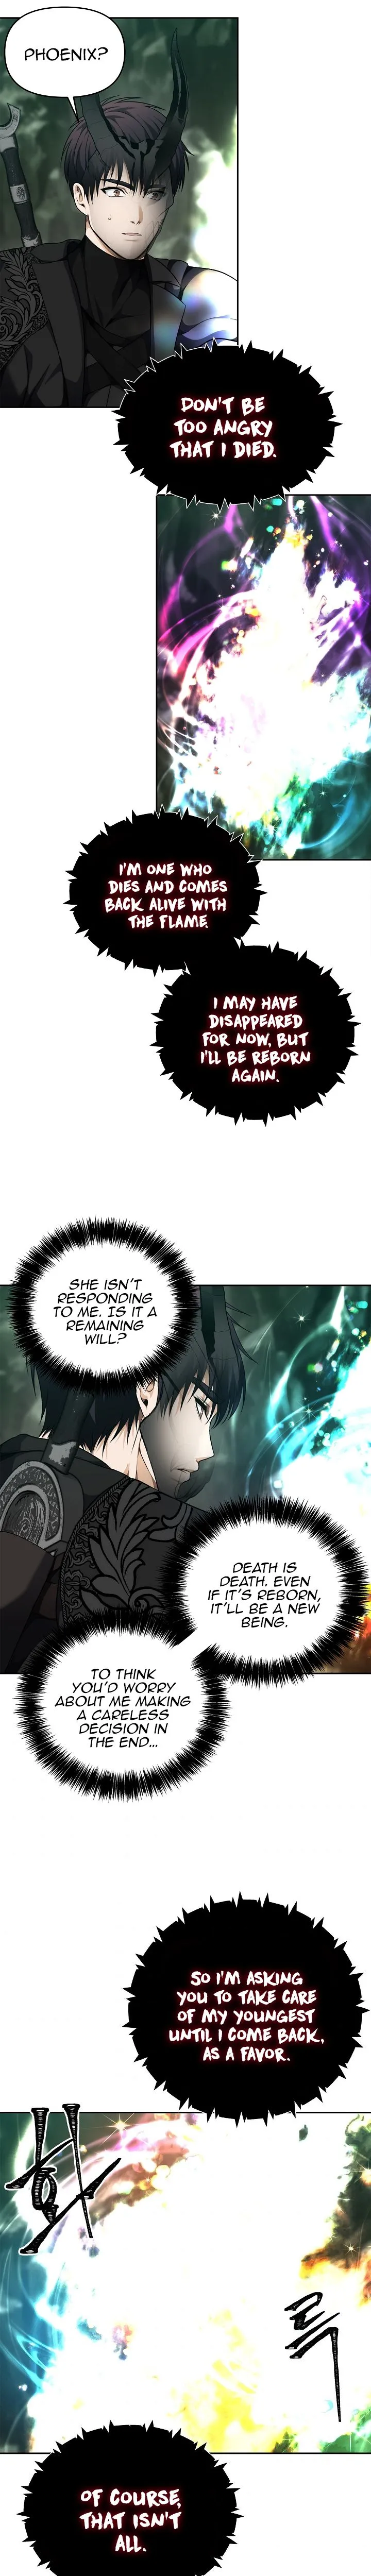 PHOENIX?
DON'T BE
TOO ANGRY
THAT I DIED.
I'M ONE WHO
DIES AND COMES
BACK ALIVE WITH
THE FLAME.
I MAY HAVE
DISAPPEARED
FOR NOW, BUT
I'LL BE REBORN
AGAIN.
SHE ISN'T
RESPONDING
TO ME. IS IT A
REMAINING
WILL?
DEATH IS
DEATH. EVEN
IF IT'S REBORN,
IT'LL BE A NEW
BEING.
TO THINK
YOU'D WORRY
ABOUT ME MAKING
A CARELESS
DECISION IN
THE END...
SO I'M ASKING
YOU TO TAKE CARE
OF MY YOUNGEST
UNTIL I COME BACK,
AS A FAVOR.
화
륵
OF COURSE,
THAT ISN'T
ALL.